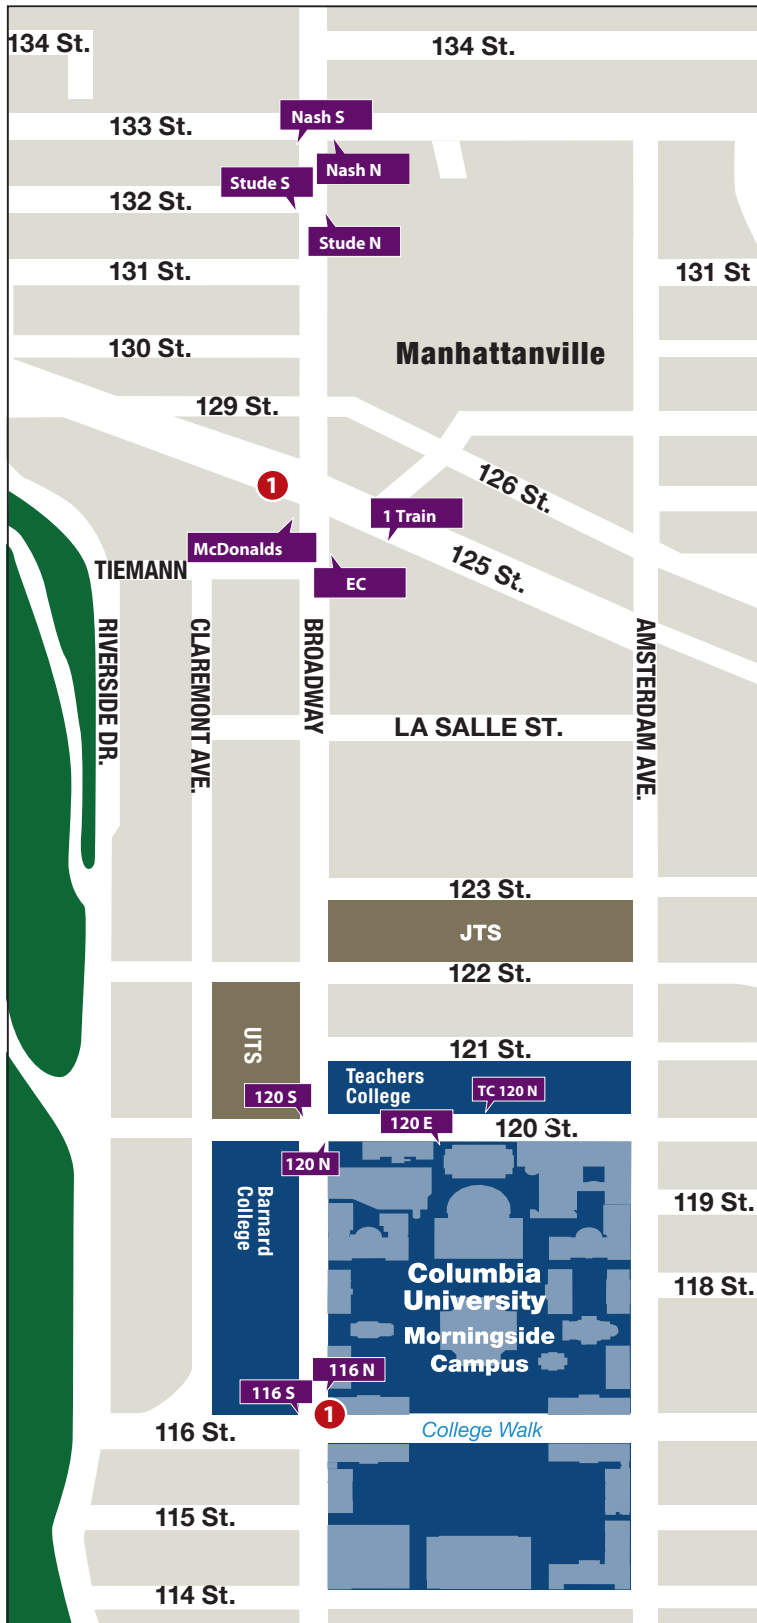 134 St.
134 St.
Nash S
133 St.
Nash N
Stude S
132 St.
Stude N
131 St.
131 St
130 St.
Manhattanville
129 St.
126 St.
1
1 Train
McDonalds
125 St.
TIEMANN
EC
RIVERSIDE DR.
CLAREMONT AVE.
BROADWAY
AMSTERDAM AVE.
LA SALLE ST.
123 St.
JTS
122 St.
UTS
121 St.
Teachers
College
TC 120 N
120 S
120 E
120 St.
120 N
Barnard
College
119 St.
Columbia
University
118 St.
Morningside
Campus
116 N
116 S
1
116 St.
College Walk
115 St.
114 St.